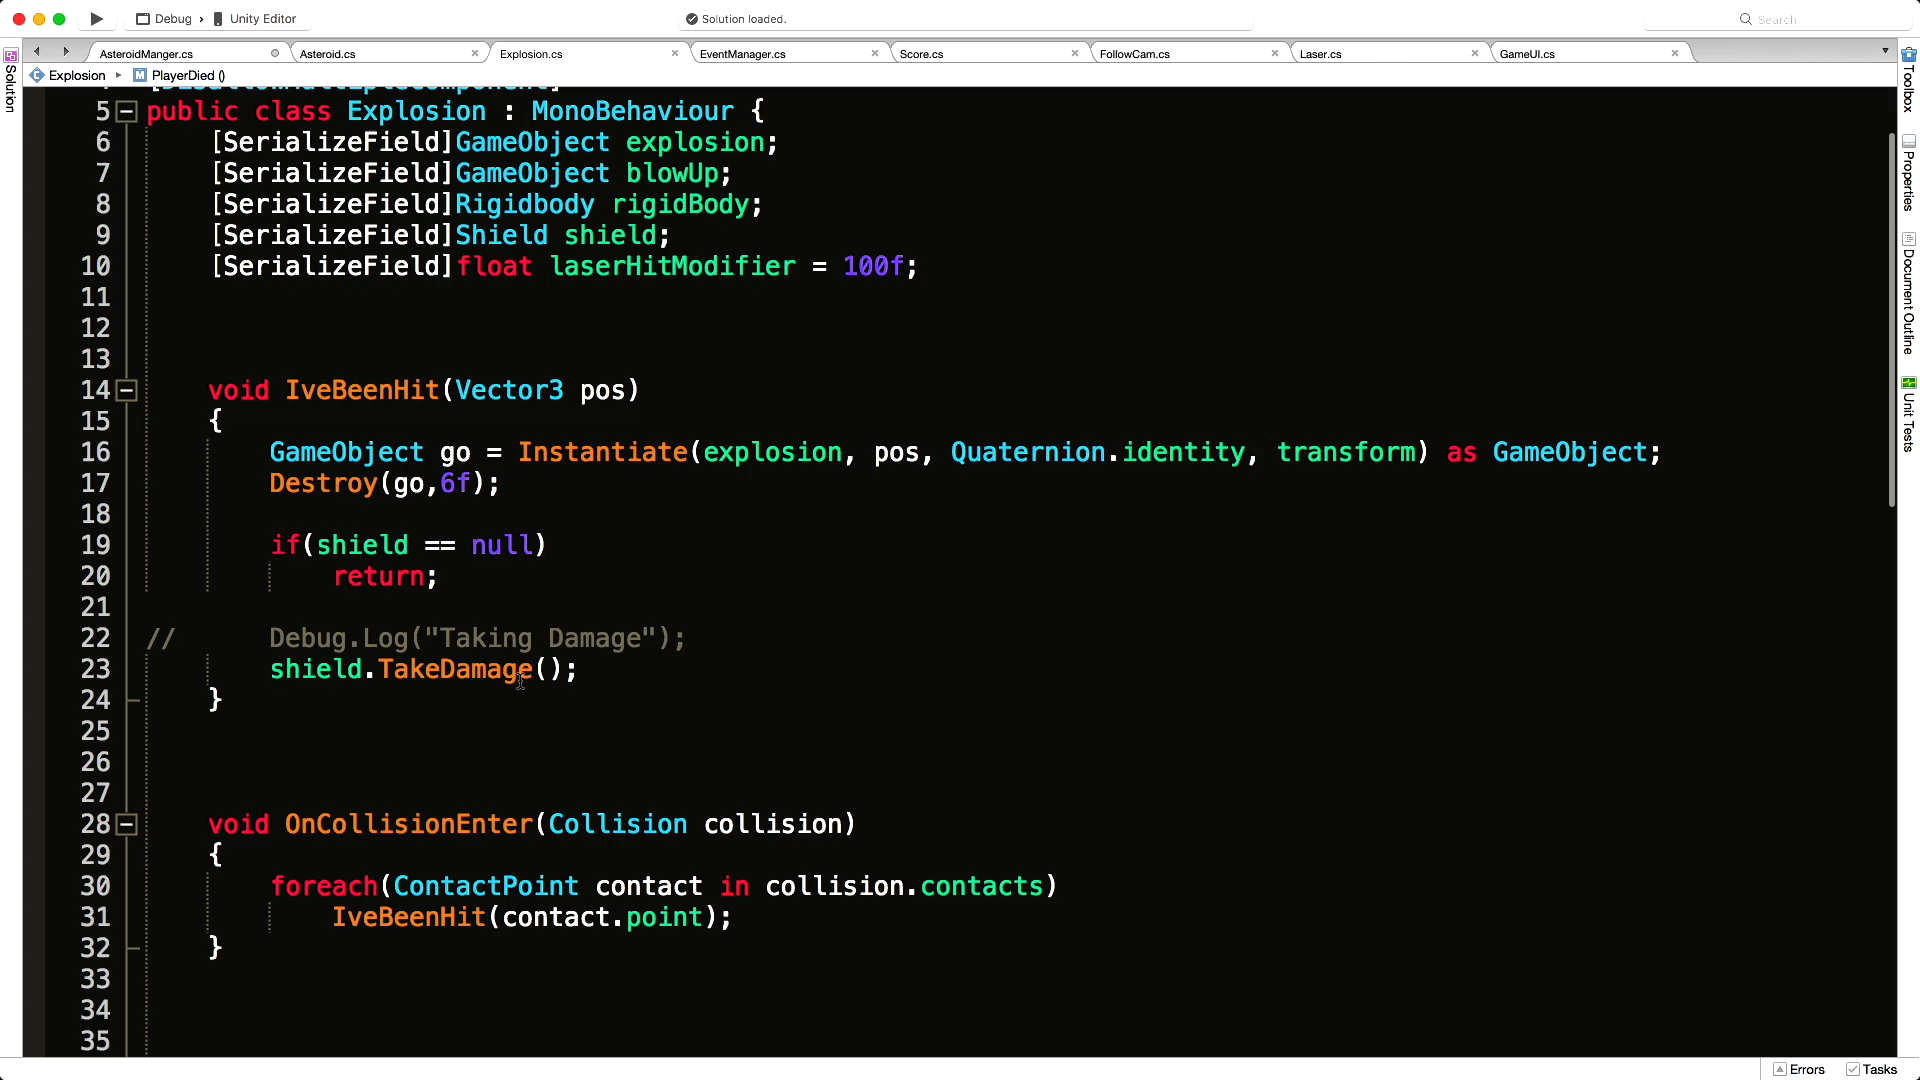 Debug › Unity Editor
Solution loaded.
Search
AsteroidManger.cs
Asteroid.cs
Explosion.cs
EventManager.cs
Score.cs
FollowCam.cs
Laser.cs
GameUI.cs
Explosion ▸ PlayerDied ()
Solution
Toolbox
Properties
Document Outline
Unit Tests
5 public class Explosion : MonoBehaviour {
6 [SerializeField]GameObject explosion;
7 [SerializeField]GameObject blowUp;
8 [SerializeField]Rigidbody rigidBody;
9 [SerializeField]Shield shield;
10 [SerializeField]float laserHitModifier = 100f;
11
12
13
14 void IveBeenHit(Vector3 pos)
15 {
16 GameObject go = Instantiate(explosion, pos, Quaternion.identity, transform) as GameObject;
17 Destroy(go,6f);
18
19 if(shield == null)
20 return;
21
22 // Debug.Log("Taking Damage");
23 shield.TakeDamage();
24 }
25
26
27
28 void OnCollisionEnter(Collision collision)
29 {
30 foreach(ContactPoint contact in collision.contacts)
31 IveBeenHit(contact.point);
32 }
33
34
35
Errors
Tasks